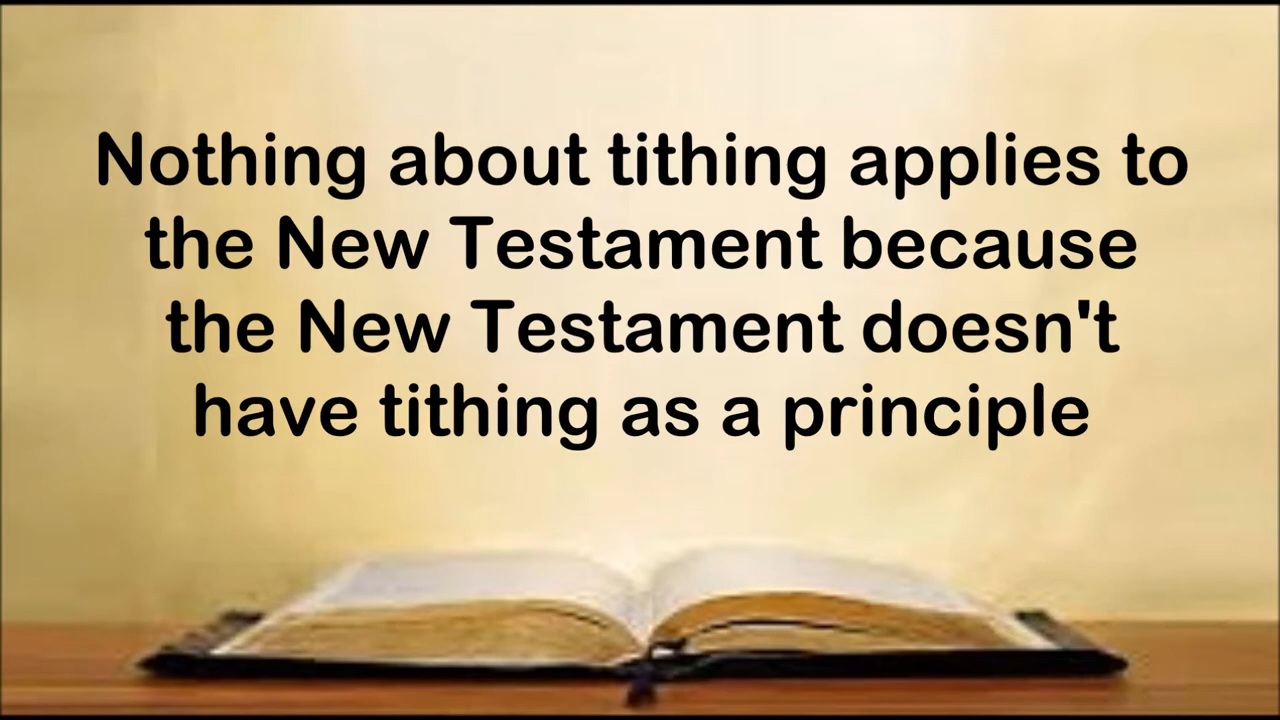 Nothing about tithing applies to
the New Testament because
the New Testament doesn't
have tithing as a principle